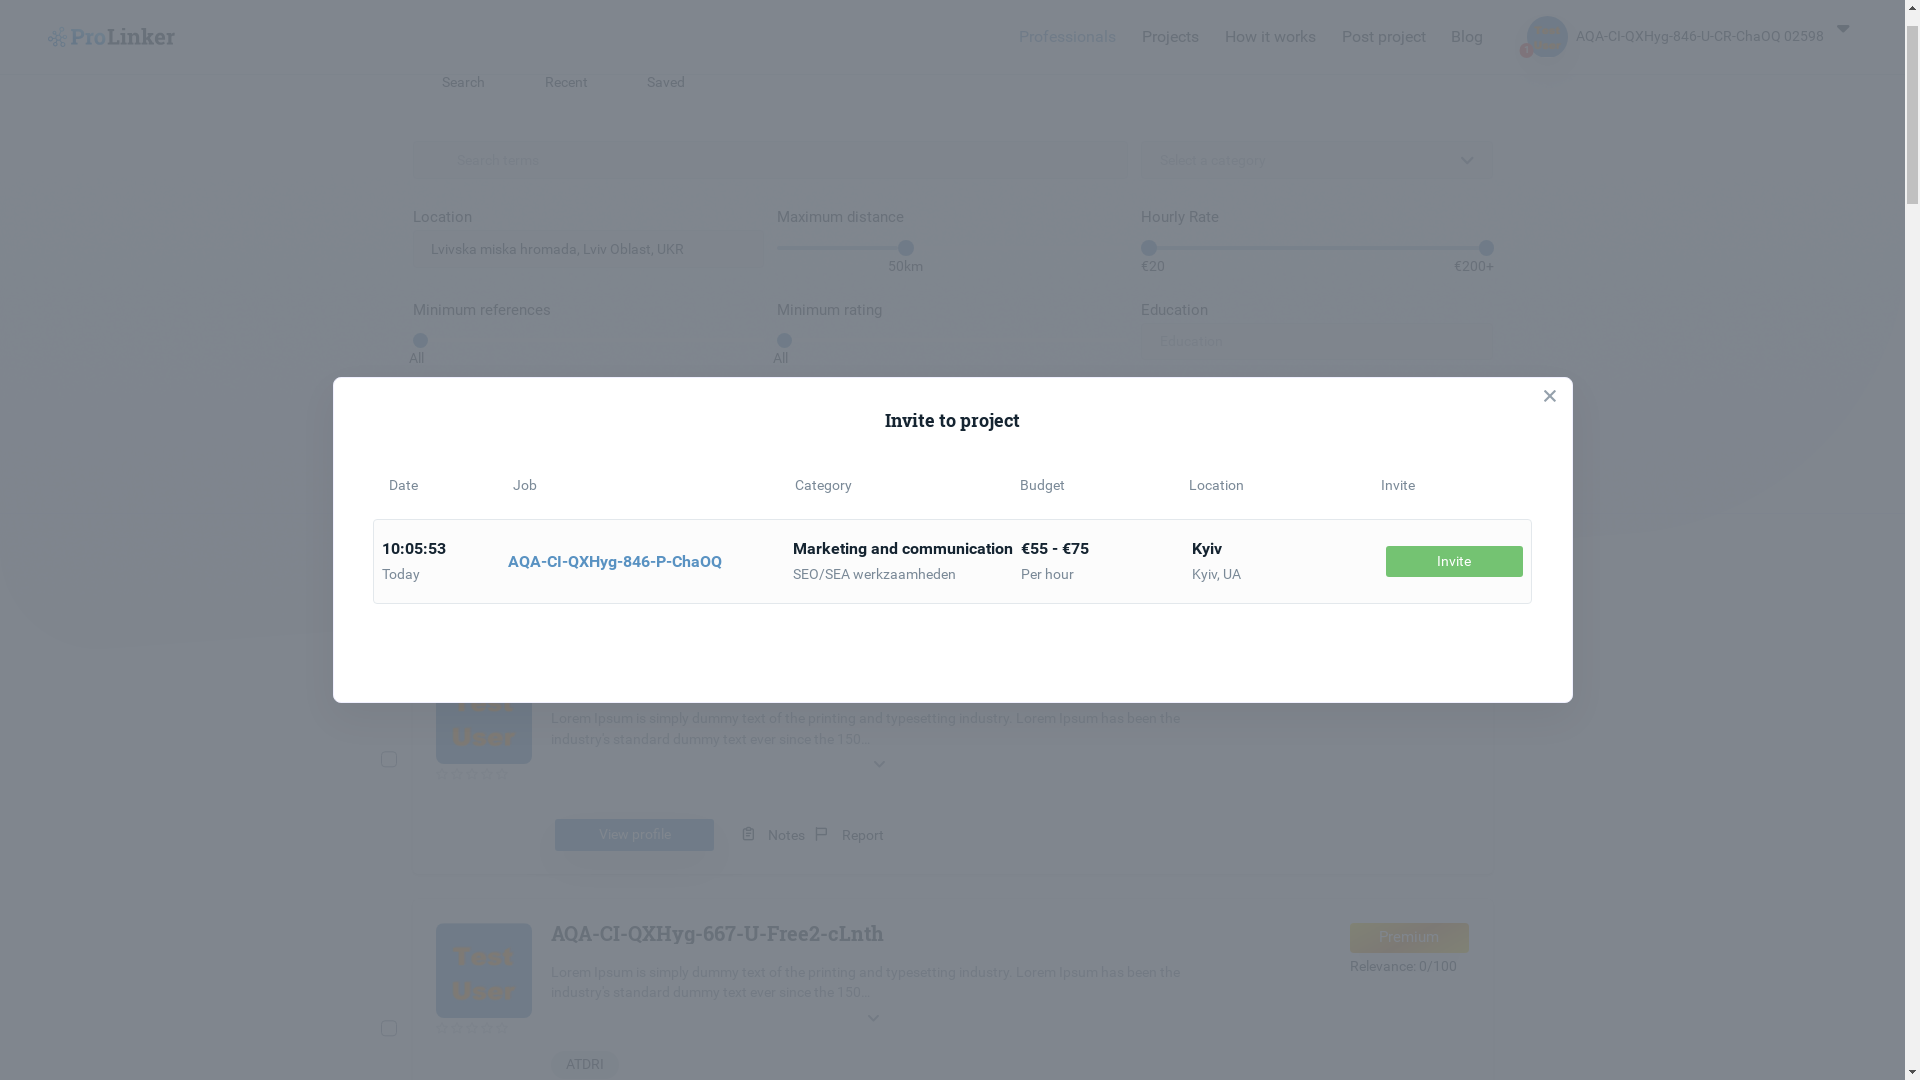 ProLinker
Professionals
Projects
How it works
Post project
Blog
1
AQA-CI-QXHyg-846-U-CR-ChaOQ 02598
Search
Recent
Saved
Search terms
Select a category
Location
Maximum distance
Hourly Rate
Lvivska miska hromada, Lviv Oblast, UKR
50km
€20
€200+
Minimum references
Minimum rating
Education
All
All
Education
Invite to project
Date
Job
Category
Budget
Location
Invite
10:05:53
Today
AQA-CI-QXHyg-846-P-ChaOQ
Marketing and communication
SEO/SEA werkzaamheden
€55 - €75
Per hour
Kyiv
Kyiv, UA
Invite
Test
User
Lorem Ipsum is simply dummy text of the printing and typesetting industry. Lorem Ipsum has been the
industry's standard dummy text ever since the 150...
View profile
Notes
Report
Test
User
AQA-CI-QXHyg-667-U-Free2-cLnth
Premium
Relevance: 0/100
Lorem Ipsum is simply dummy text of the printing and typesetting industry. Lorem Ipsum has been the
industry's standard dummy text ever since the 150...
ATDRI